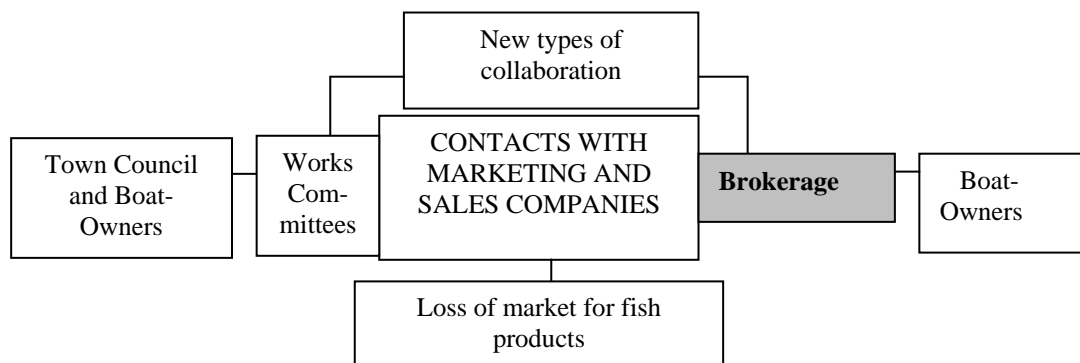 New types of
collaboration
Town Council
and Boat-
Owners
Works
Com-
mittees
CONTACTS WITH
MARKETING AND
SALES COMPANIES
Brokerage
Boat-
Owners
Loss of market for fish
products